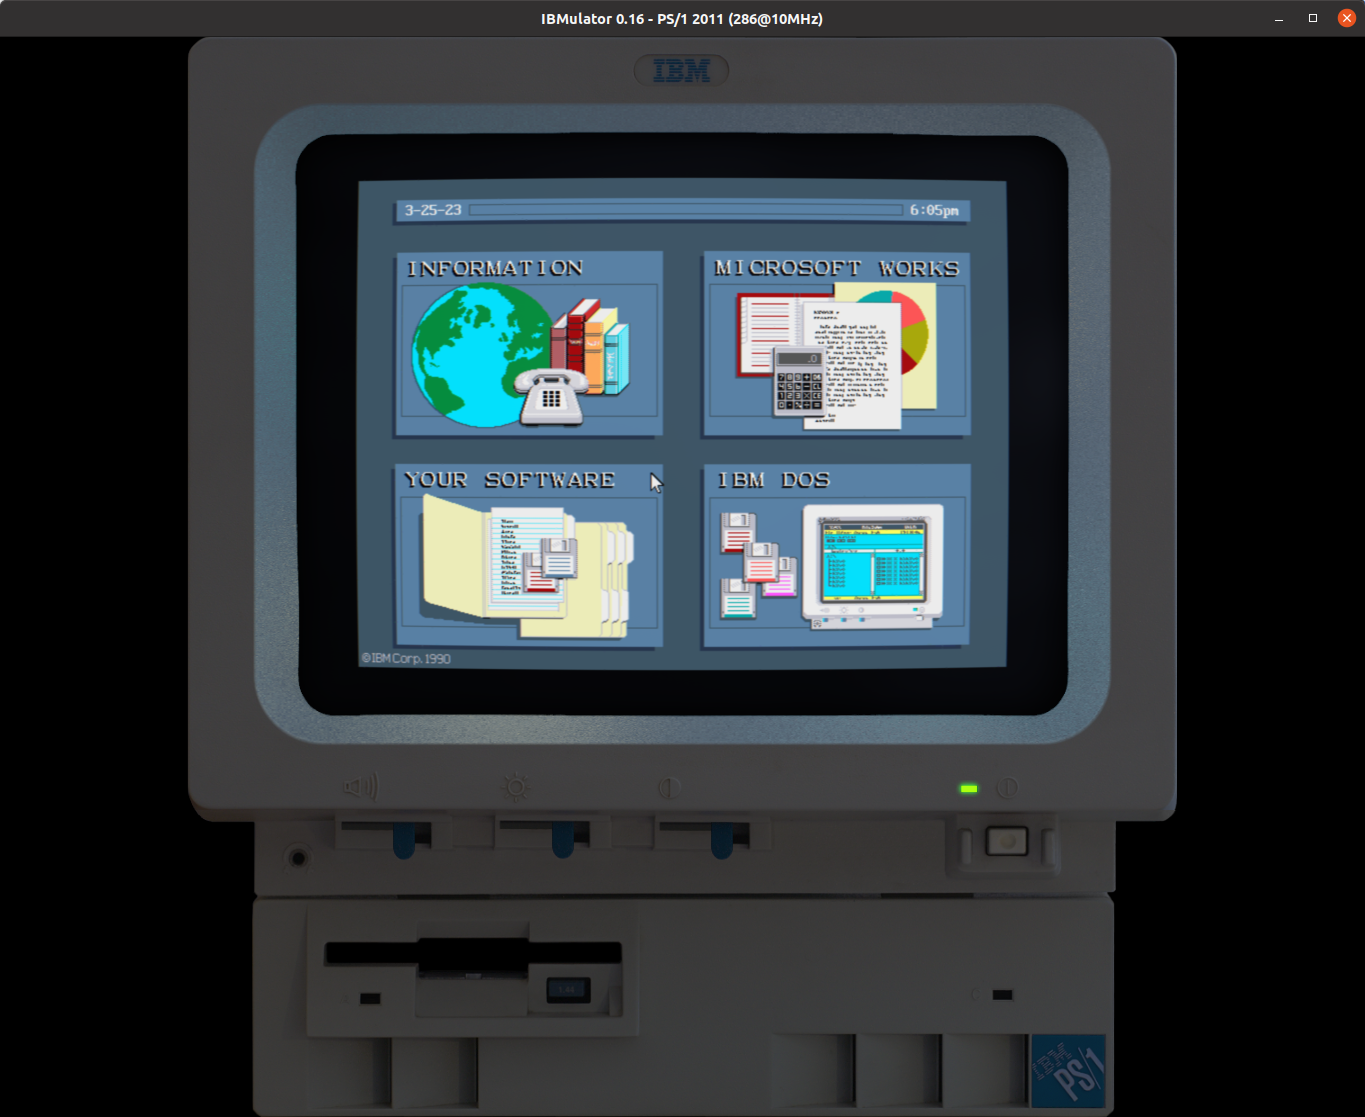 IBMulator 0.16 - PS/1 2011 (286@10MHz)
IBM
3-25-23
6:05pm
INFORMATION
MICROSOFT WORKS
YOUR SOFTWARE
IBM DOS
©IBM Corp. 1990
IBM
PS/1